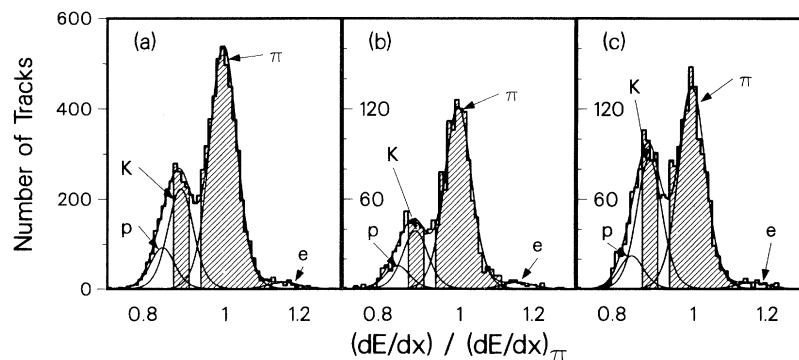 Number of Tracks
600
400
200
0
(a)
π
K
p
e
0.8 1 1.2
(b)
120
60
π
K
p
e
0.8 1 1.2
(c)
120
60
π
K
p
e
0.8 1 1.2
(dE/dx) / (dE/dx)π